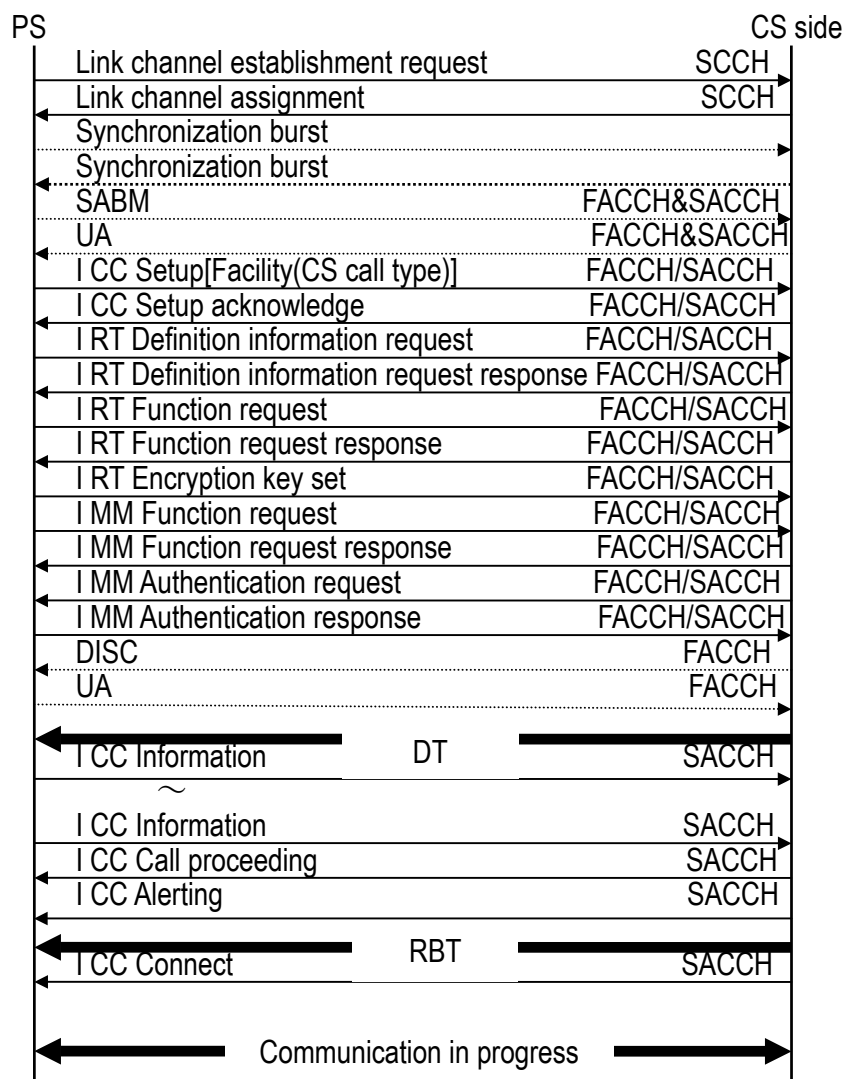 PS CS side
Link channel establishment request SCCH
Link channel assignment SCCH
Synchronization burst
Synchronization burst
SABM FACCH&SACCH
UA FACCH&SACCH
I CC Setup[Facility(CS call type)] FACCH/SACCH
I CC Setup acknowledge FACCH/SACCH
I RT Definition information request FACCH/SACCH
I RT Definition information request response FACCH/SACCH
I RT Function request FACCH/SACCH
I RT Function request response FACCH/SACCH
I RT Encryption key set FACCH/SACCH
I MM Function request FACCH/SACCH
I MM Function request response FACCH/SACCH
I MM Authentication request FACCH/SACCH
I MM Authentication response FACCH/SACCH
DISC FACCH
UA FACCH
DT
I CC Information SACCH
～
I CC Information SACCH
I CC Call proceeding SACCH
I CC Alerting SACCH
RBT
I CC Connect SACCH
Communication in progress